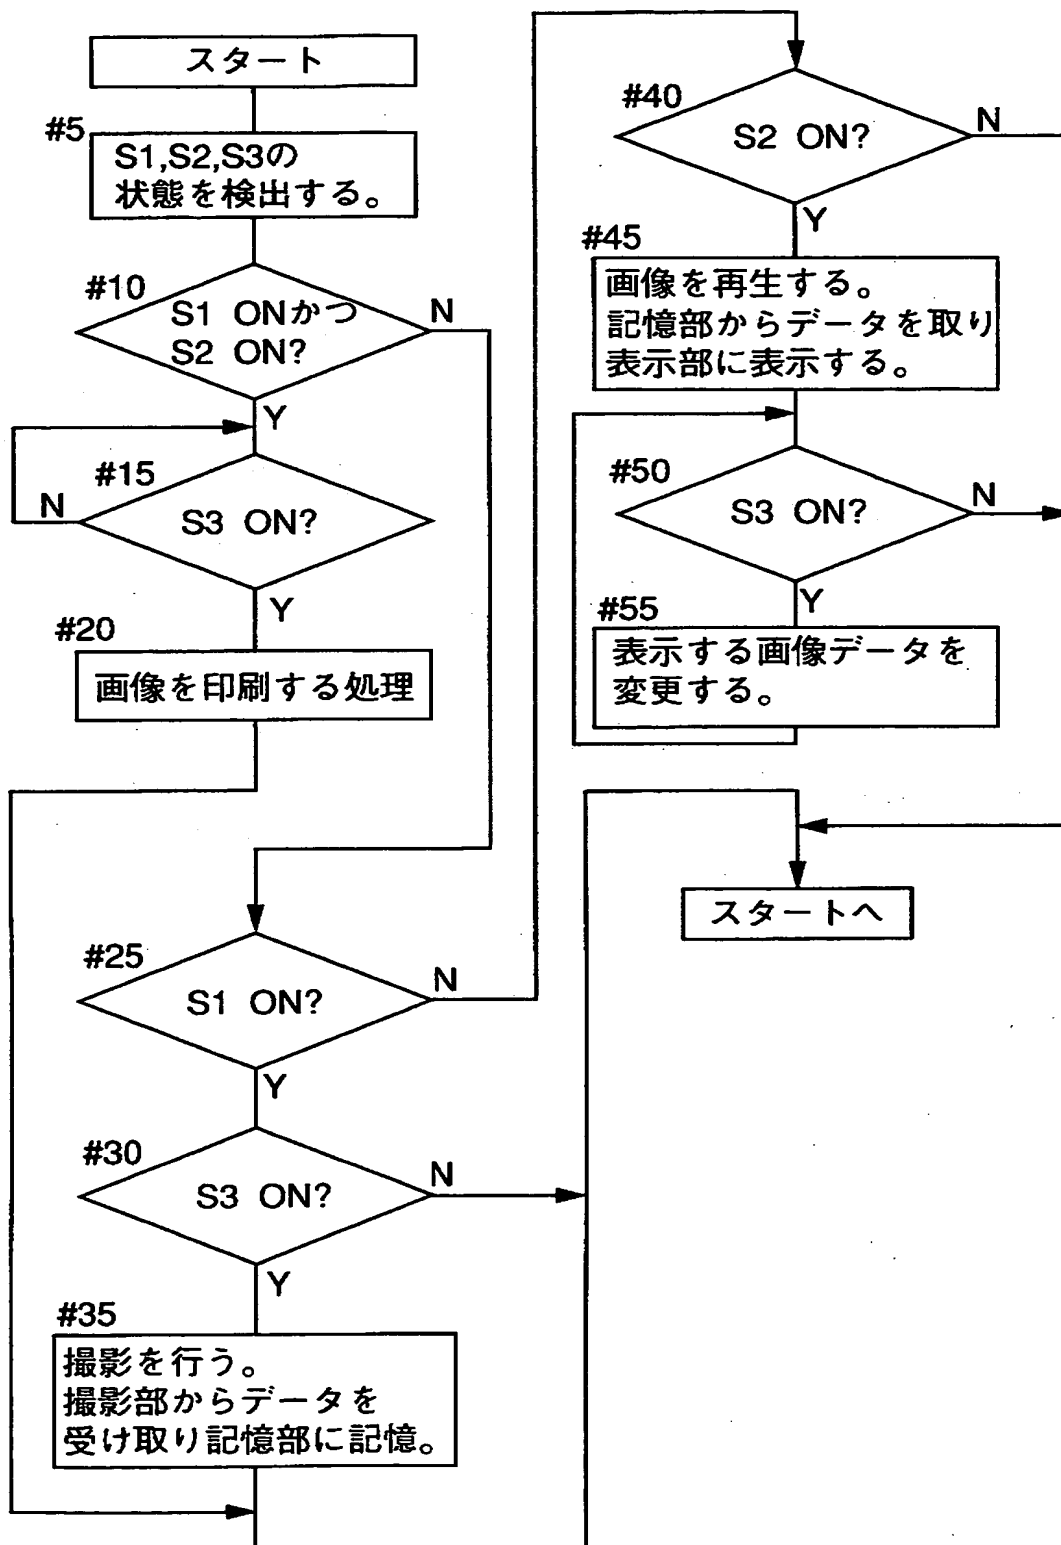 スタート
#5
S1,S2,S3の
状態を検出する。
#10
S1 ONかつ
S2 ON?
N
Y
#15
N
S3 ON?
Y
#20
画像を印刷する処理
#25
S1 ON?
N
Y
#30
S3 ON?
N
Y
#35
撮影を行う。
撮影部からデータを
受け取り記憶部に記憶。
#40
S2 ON?
N
Y
#45
画像を再生する。
記憶部からデータを取り
表示部に表示する。
#50
S3 ON?
N
Y
#55
表示する画像データを
変更する。
スタートへ